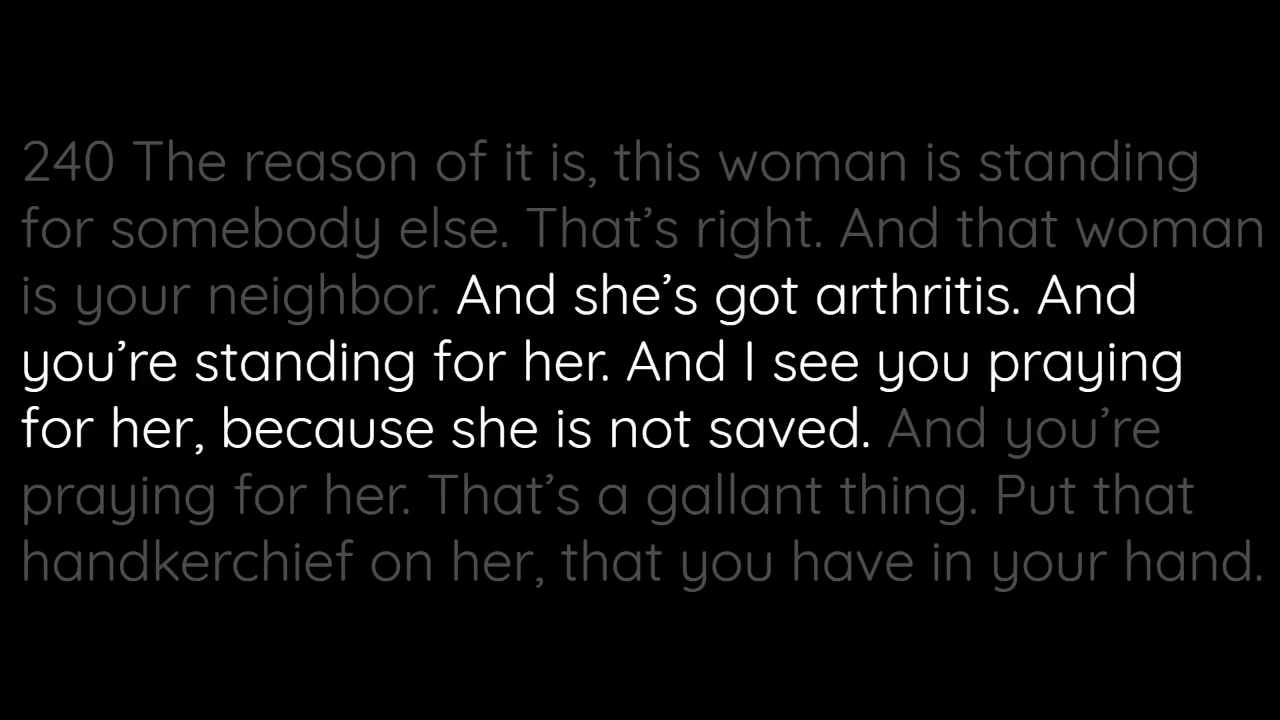 240 The reason of it is, this woman is standing
for somebody else. That’s right. And that woman
is your neighbor. And she’s got arthritis. And
you’re standing for her. And I see you praying
for her, because she is not saved. And you’re
praying for her. That’s a gallant thing. Put that
handkerchief on her, that you have in your hand.